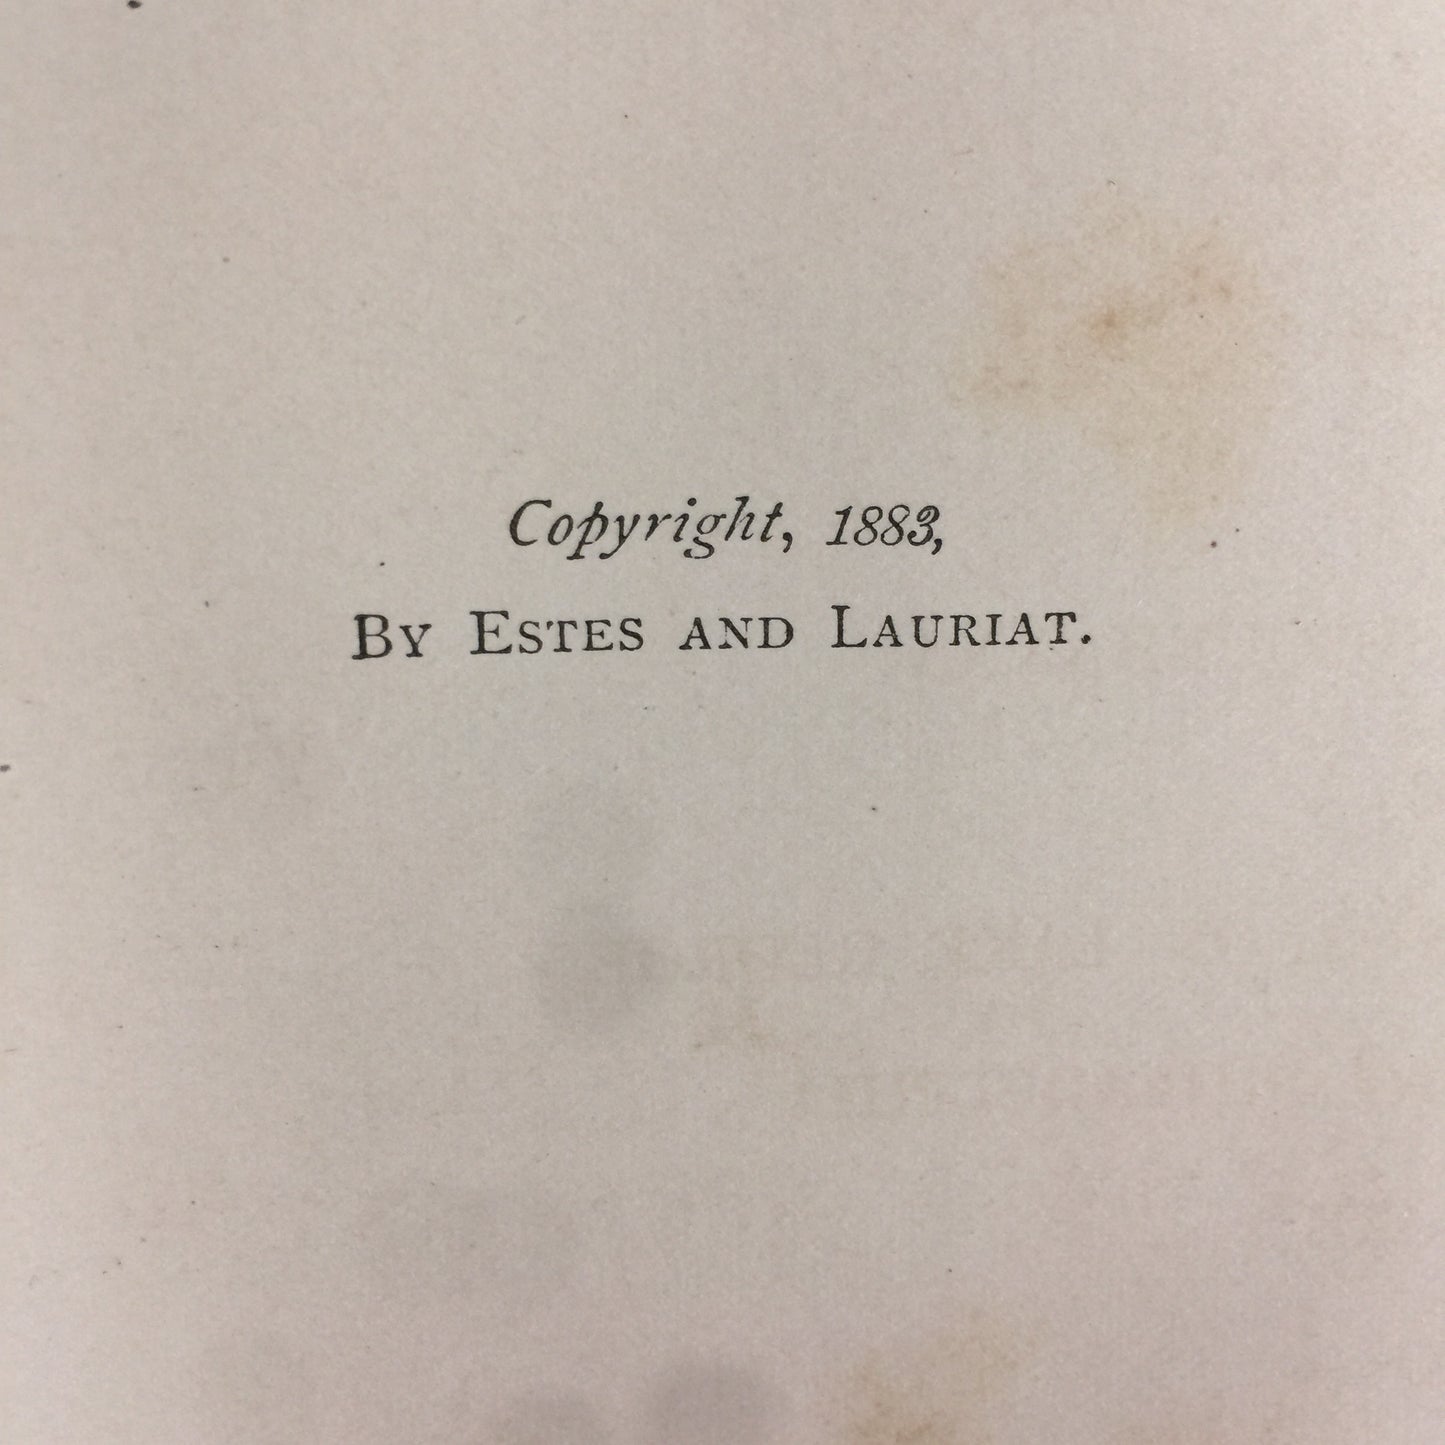 Copyright, 1883,
BY ESTES AND LAURIAT.